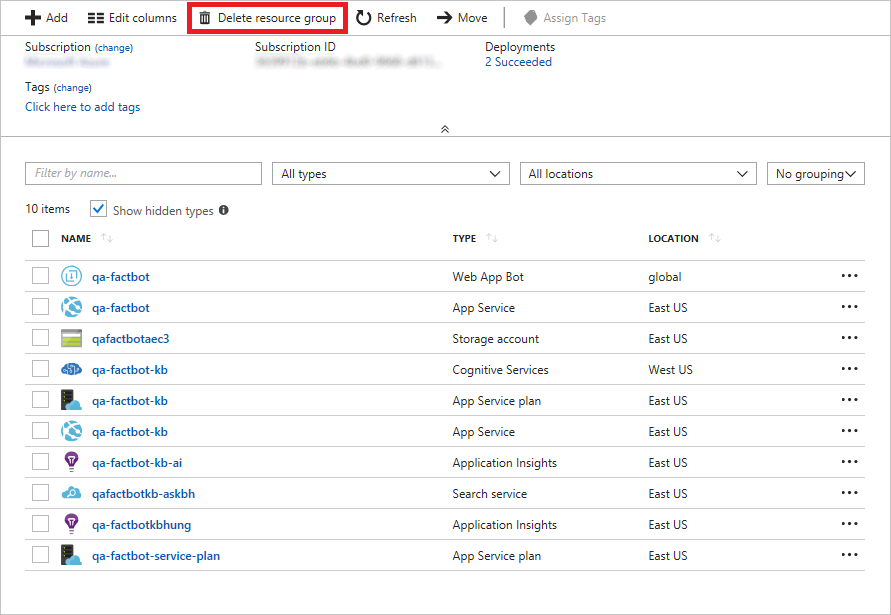 Add Edit columns Delete resource group Refresh Move Assign Tags
Subscription (change) Subscription ID Deployments
2 Succeeded
Tags (change)
Click here to add tags
Filter by name... All types All locations No grouping
10 items Show hidden types
NAME TYPE LOCATION
qa-factbot Web App Bot global ...
qa-factbot App Service East US ...
qafactbotaec3 Storage account East US ...
qa-factbot-kb Cognitive Services West US ...
qa-factbot-kb App Service plan East US ...
qa-factbot-kb App Service East US ...
qa-factbot-kb-ai Application Insights East US ...
qafactbotkb-askbh Search service East US ...
qa-factbotkbhung Application Insights East US ...
qa-factbot-service-plan App Service plan East US ...